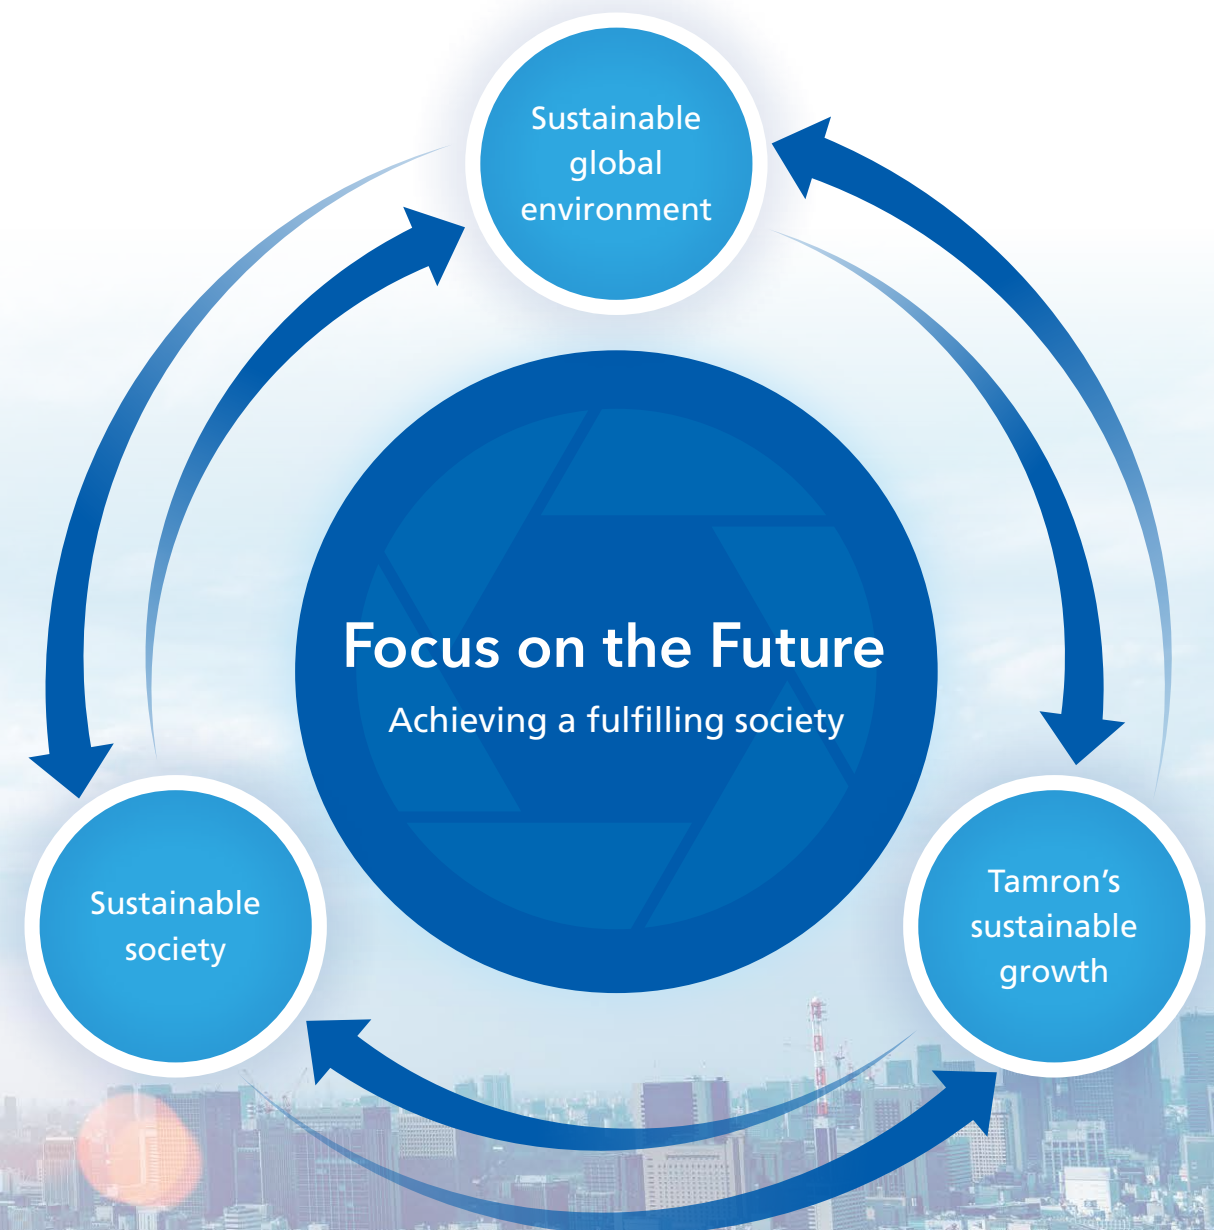 Sustainable
global
environment
Focus on the Future
Achieving a fulfilling society
Sustainable
society
Tamron’s
sustainable
growth